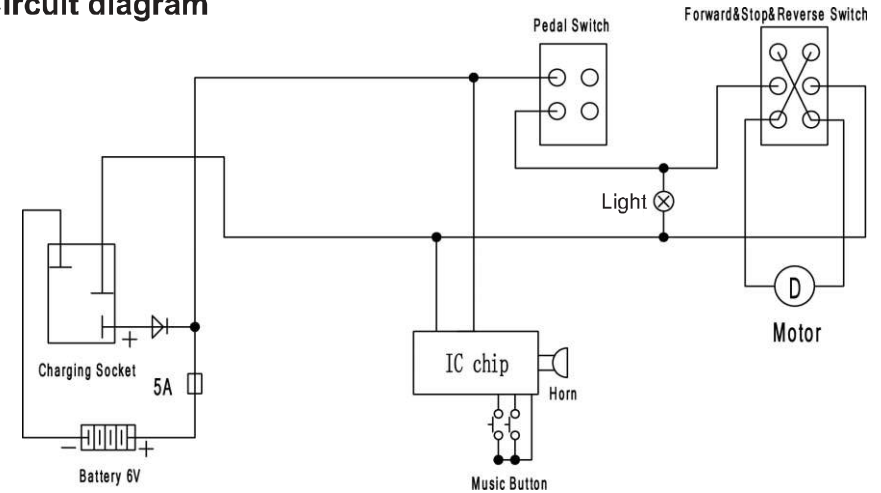 Circuit diagram
Forward&Stop&Reverse Switch
Pedal Switch
Light
D
Motor
IC chip
Horn
+
Charging Socket
5A
− +
Battery 6V
Music Button